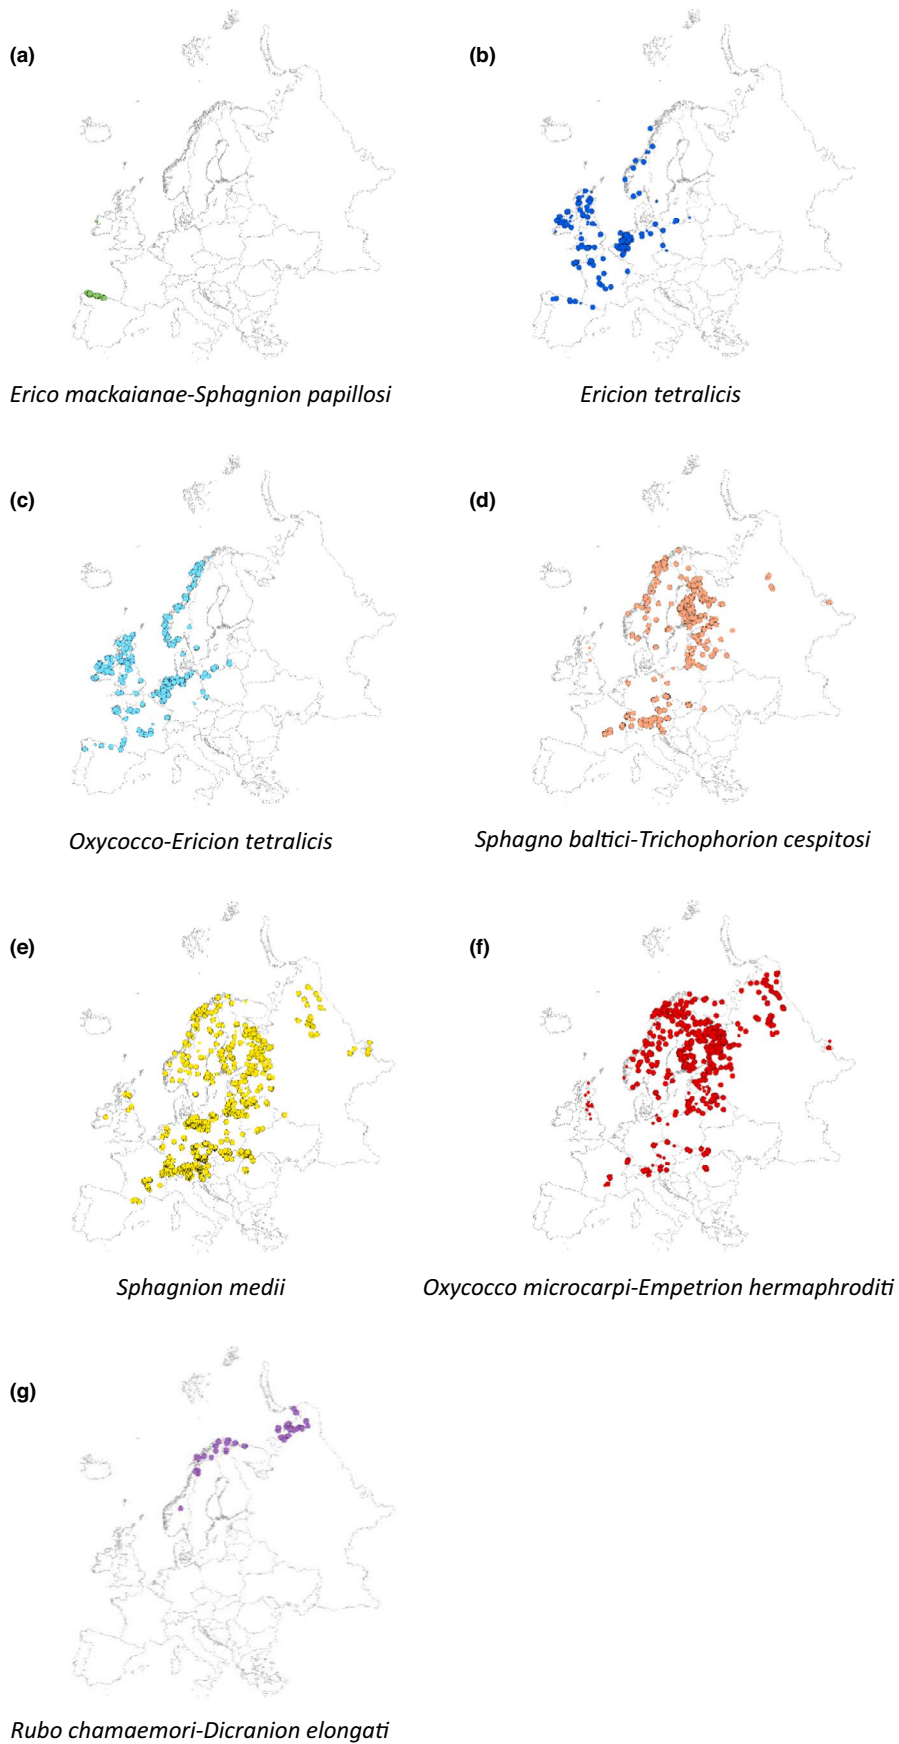 (a)
(b)
Erico mackaianae-Sphagnion papillosi
Ericion tetralicis
(c)
(d)
Oxycocco-Ericion tetralicis
Sphagno baltici-Trichophorion cespitosi
(e)
(f)
Sphagnion medii
Oxycocco microcarpi-Empetrion hermaphroditi
(g)
Rubo chamaemori-Dicranion elongati